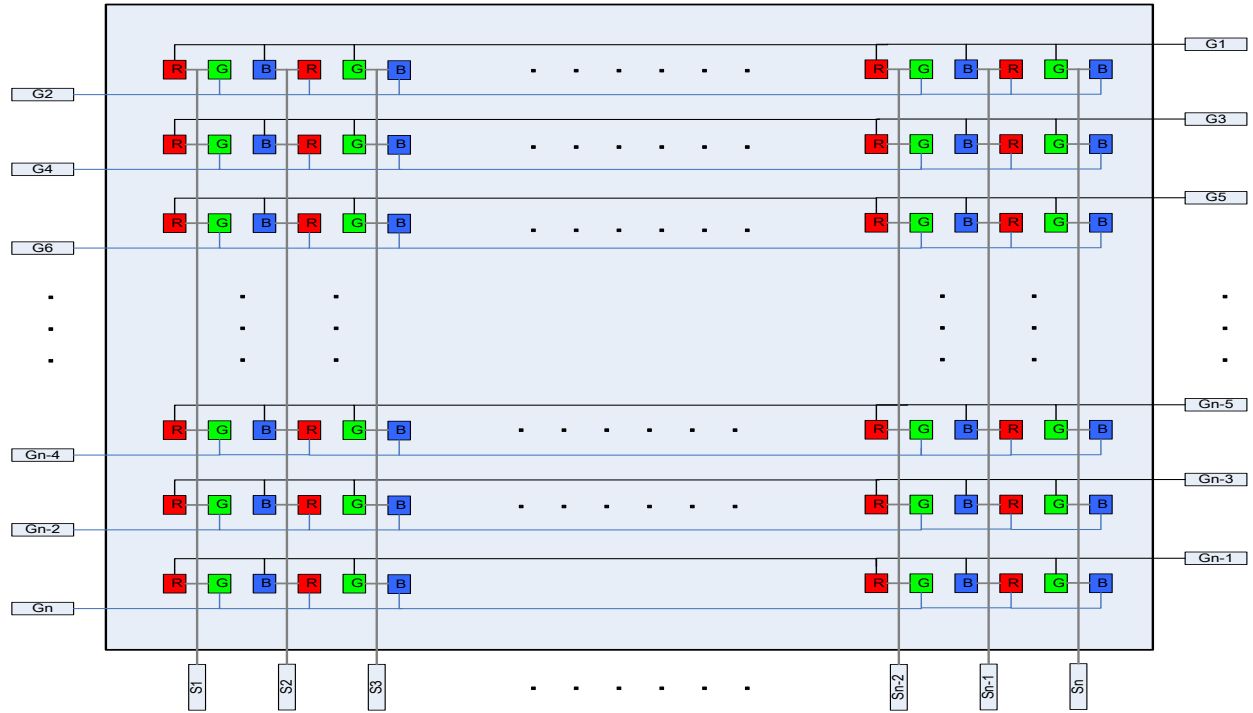 G1
R G B R G B R G B R G B
G2
G3
R G B R G B R G B R G B
G4
G5
R G B R G B R G B R G B
G6
Gn-5
R G B R G B R G B R G B
Gn-4
Gn-3
R G B R G B R G B R G B
Gn-2
Gn-1
R G B R G B R G B R G B
Gn
S1 S2 S3 Sn-2 Sn-1 Sn